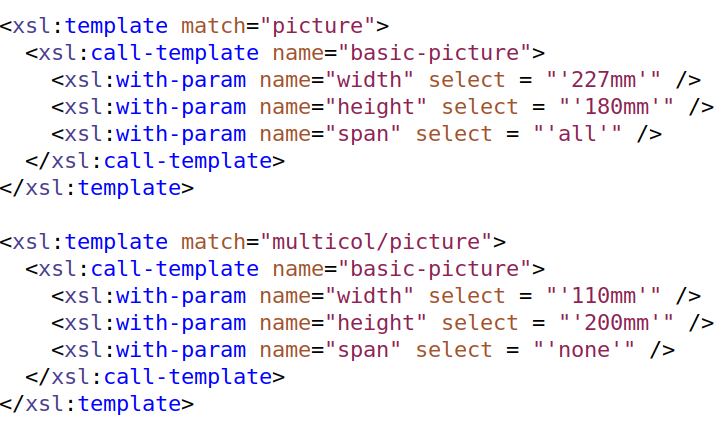 <xsl:template match="picture">
  <xsl:call-template name="basic-picture">
    <xsl:with-param name="width" select = "'227mm'" />
    <xsl:with-param name="height" select = "'180mm'" />
    <xsl:with-param name="span" select = "'all'" />
  </xsl:call-template>
</xsl:template>

<xsl:template match="multicol/picture">
  <xsl:call-template name="basic-picture">
    <xsl:with-param name="width" select = "'110mm'" />
    <xsl:with-param name="height" select = "'200mm'" />
    <xsl:with-param name="span" select = "'none'" />
  </xsl:call-template>
</xsl:template>